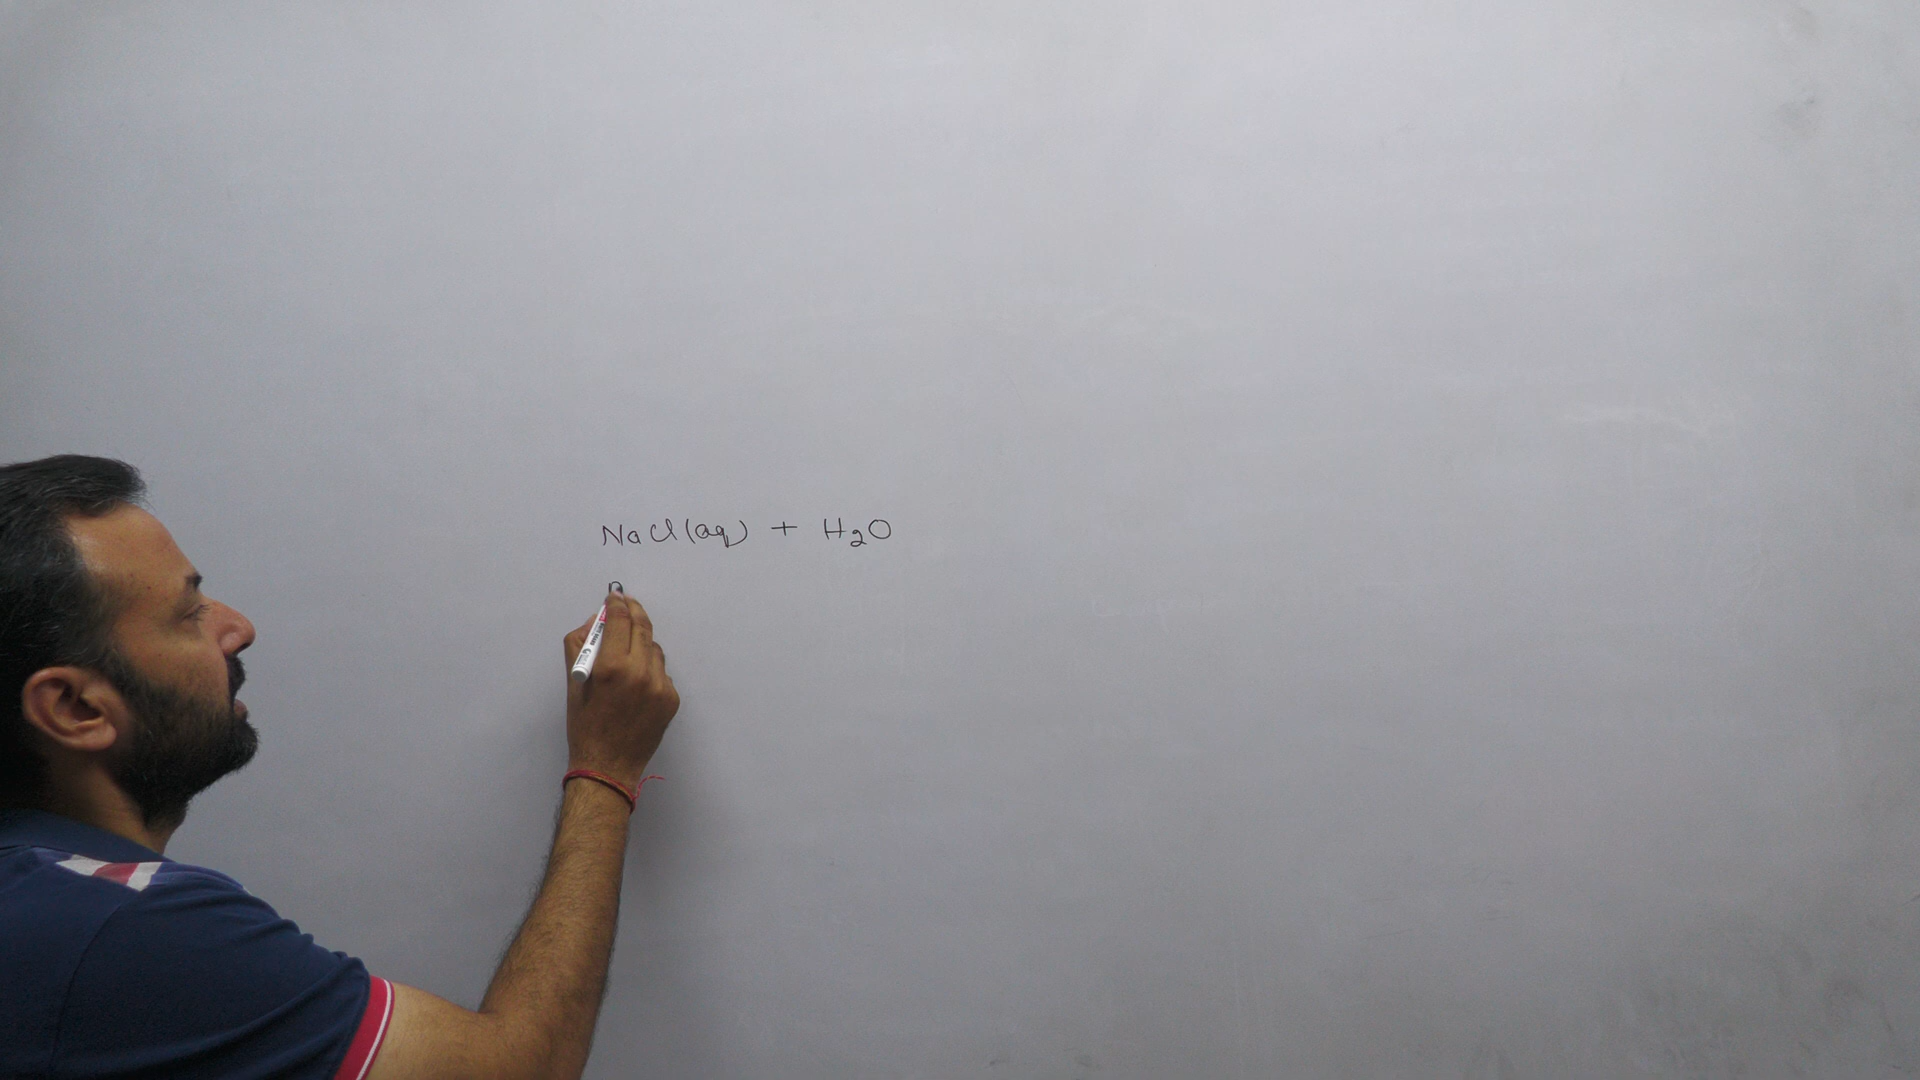 NaCl(aq) + H₂O